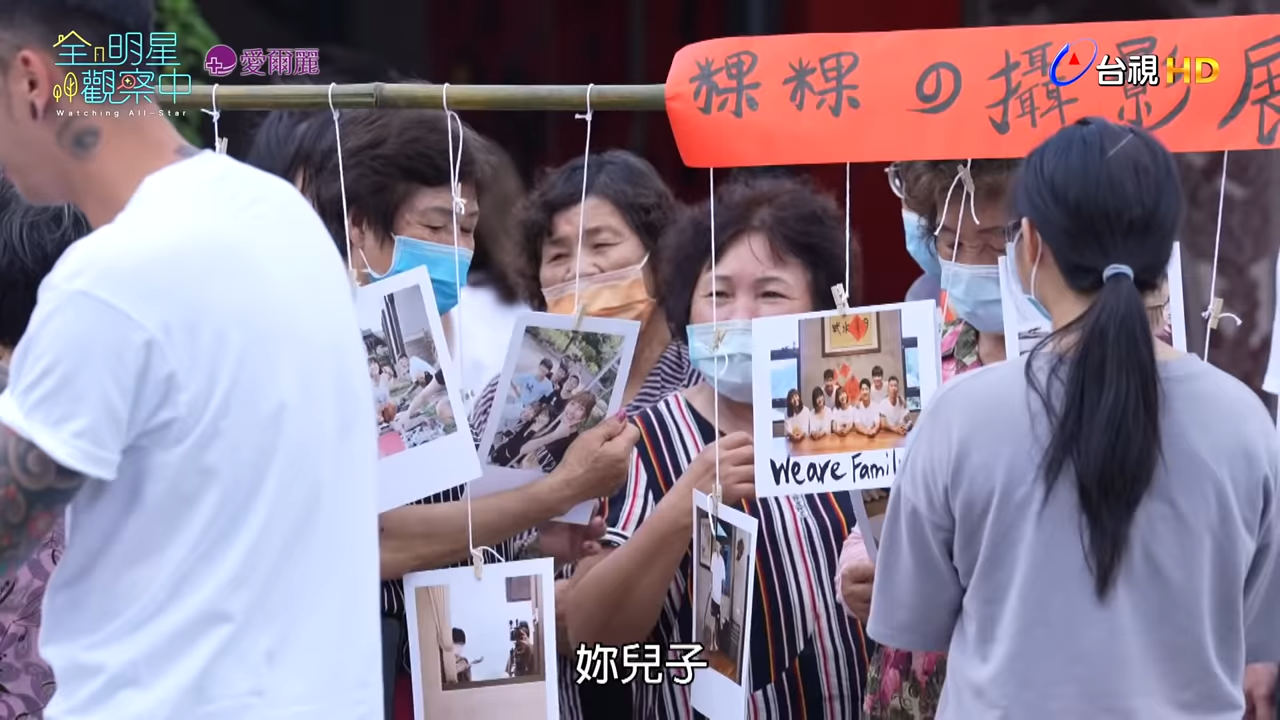 全明星
觀察中
Watching All-Star
愛爾麗
粿粿の攝影展
台視HD
We are Family
妳兒子